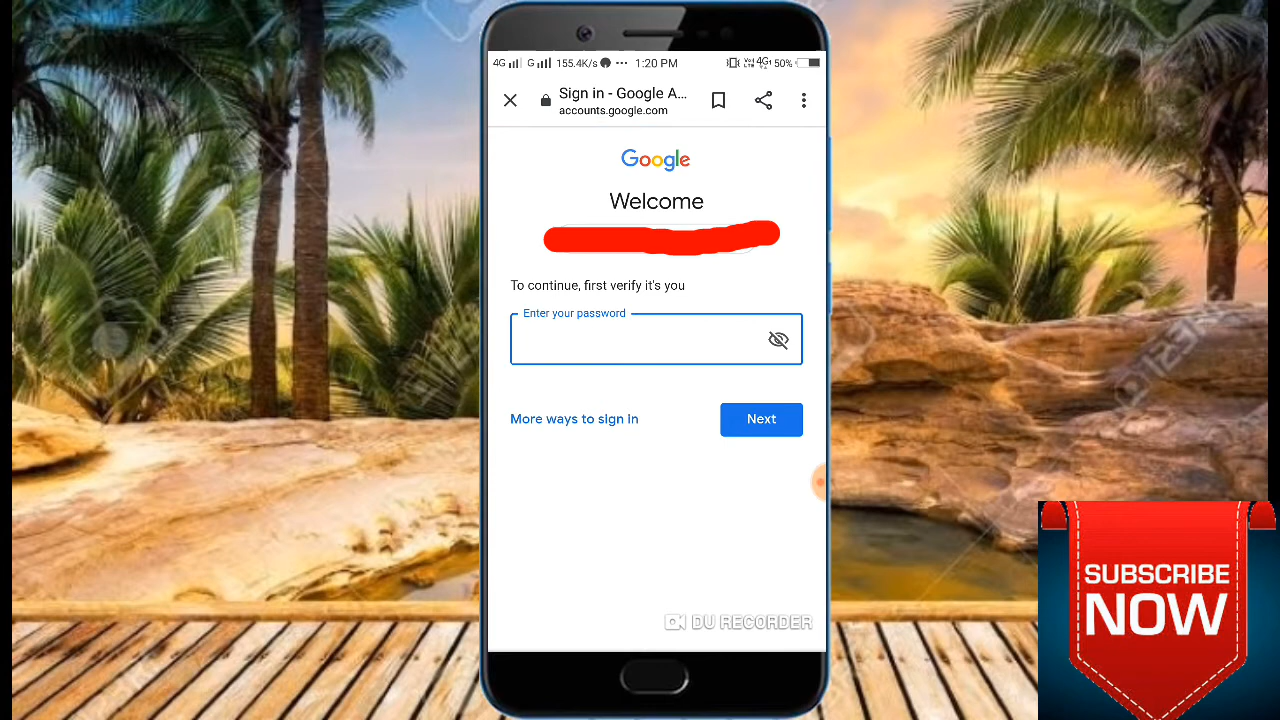 4G G 155.4K/s ••• 1:20 PM 4G+ 50%
Sign in - Google A...
accounts.google.com
Google
Welcome
To continue, first verify it's you
Enter your password
More ways to sign in
Next
DU RECORDER
SUBSCRIBE
NOW